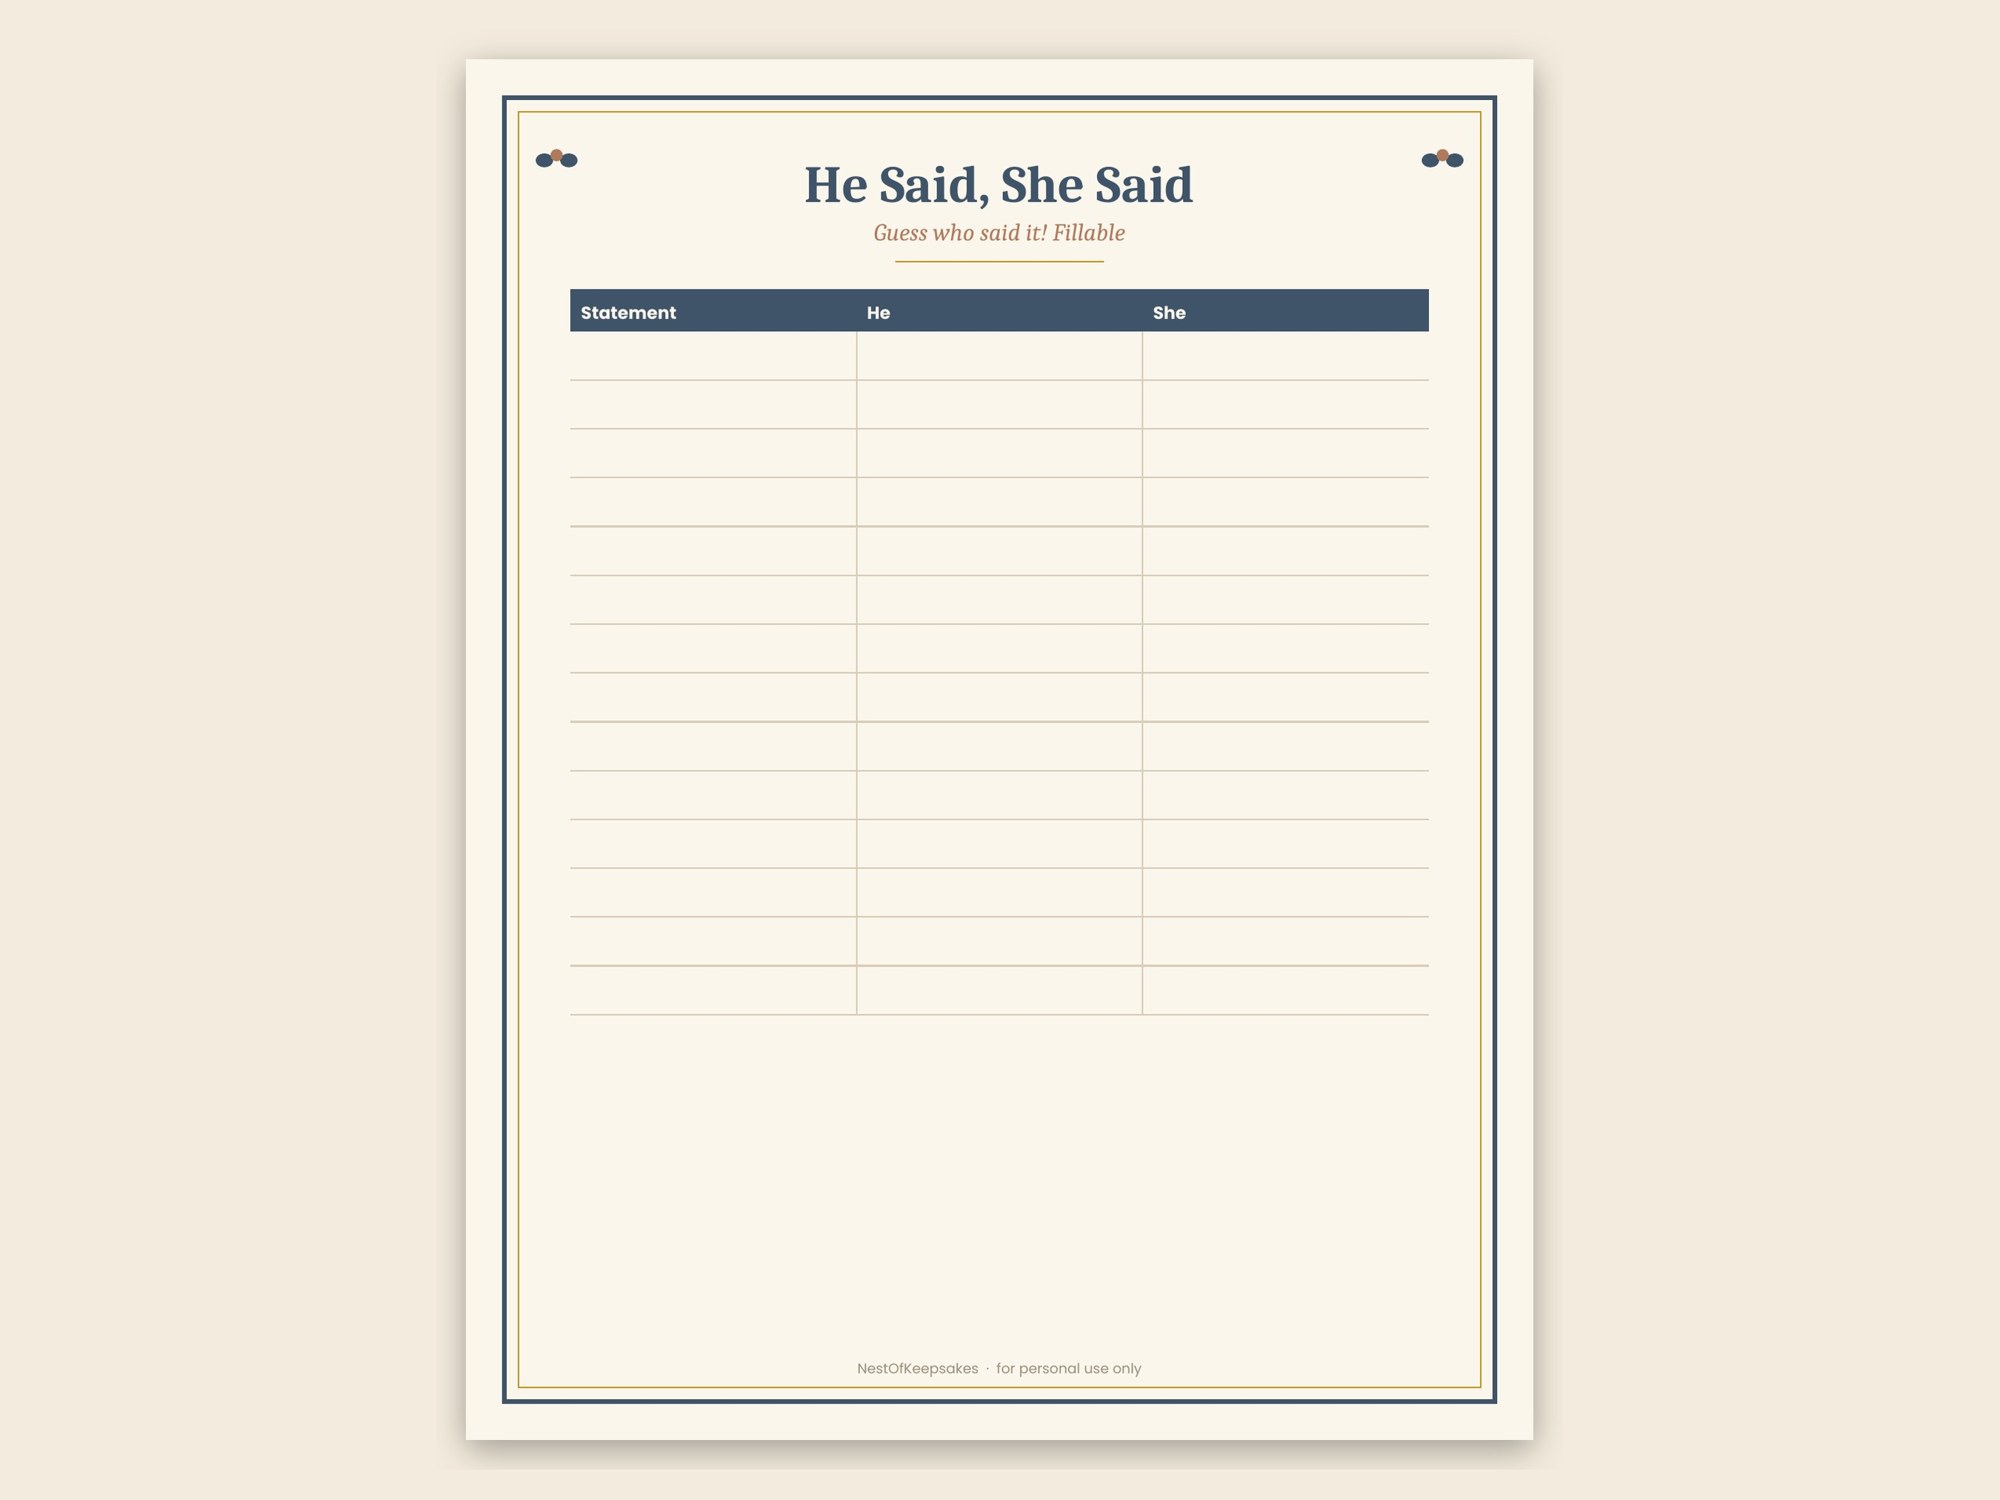 He Said, She Said
Guess who said it! Fillable
Statement He She
NestOfKeepsakes · for personal use only